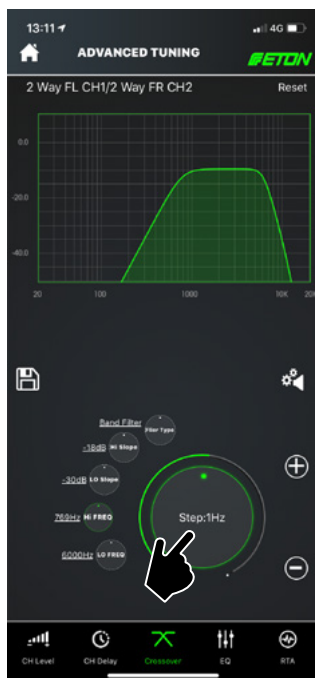 13:11 4G
ADVANCED TUNING ETON
2 Way FL CH1/2 Way FR CH2 Reset
0.0
-20.0
-40.0
20 100 1000 10K 20
Band Filter Filer Type
-18dB Hi Slope
-30dB LO Slope
769Hz Hi FREQ
6000Hz LO FREQ
Step:1Hz
CH Level CH Delay Crossover EQ RTA